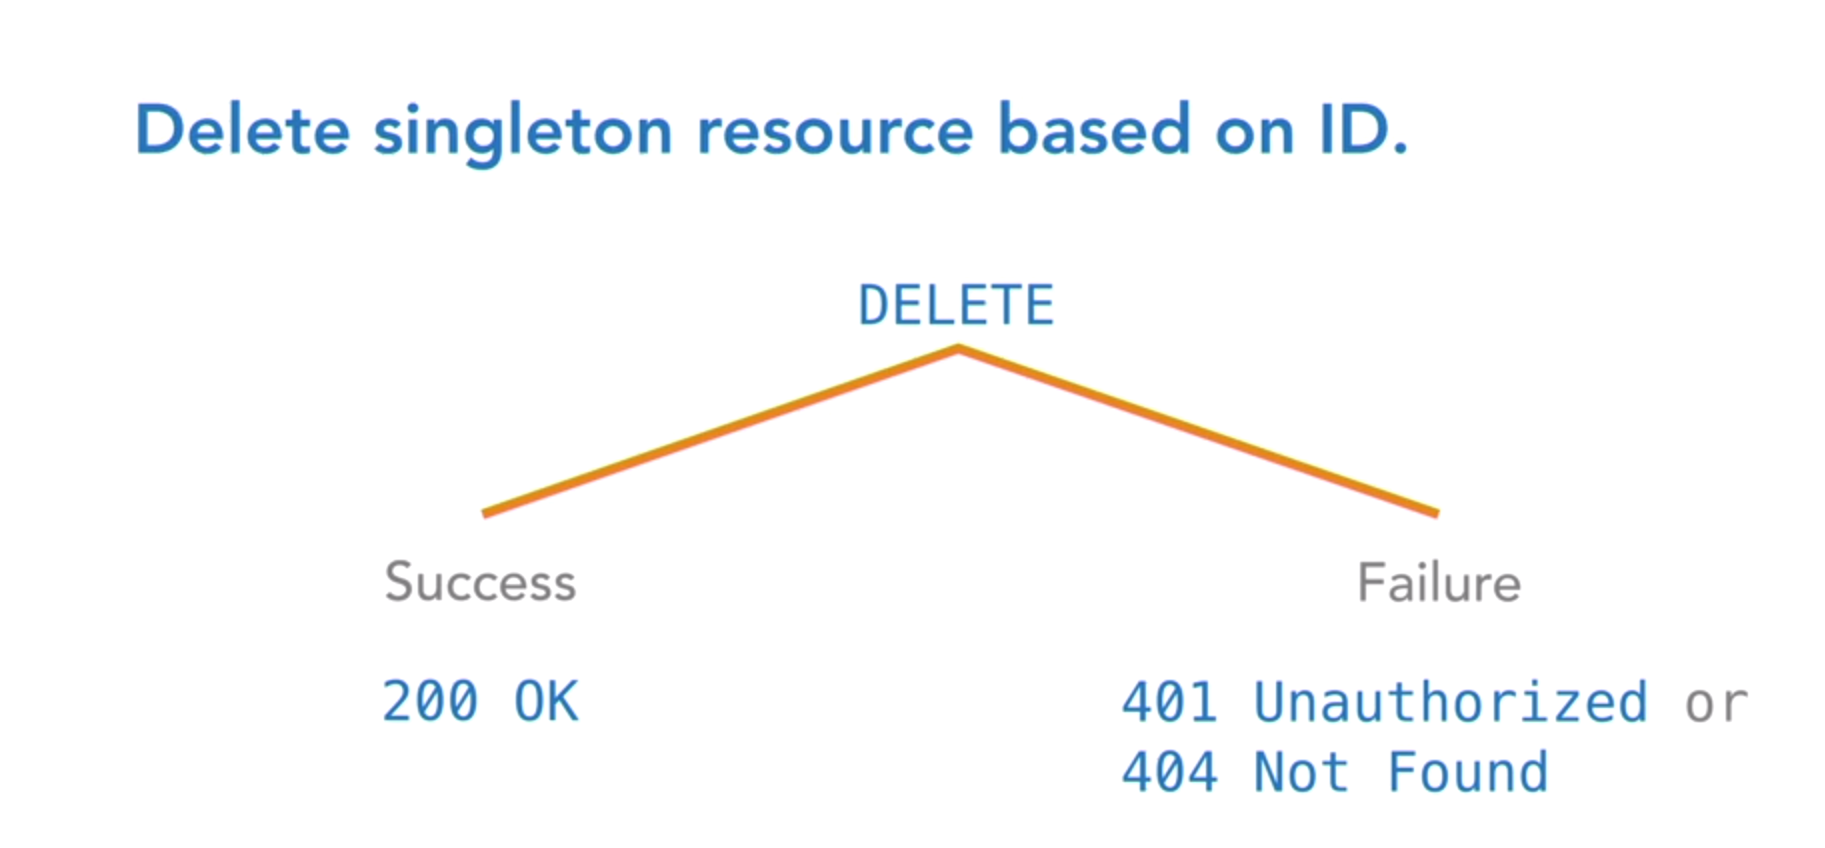 Delete singleton resource based on ID.
DELETE
Success
Failure
200 OK
401 Unauthorized or
404 Not Found